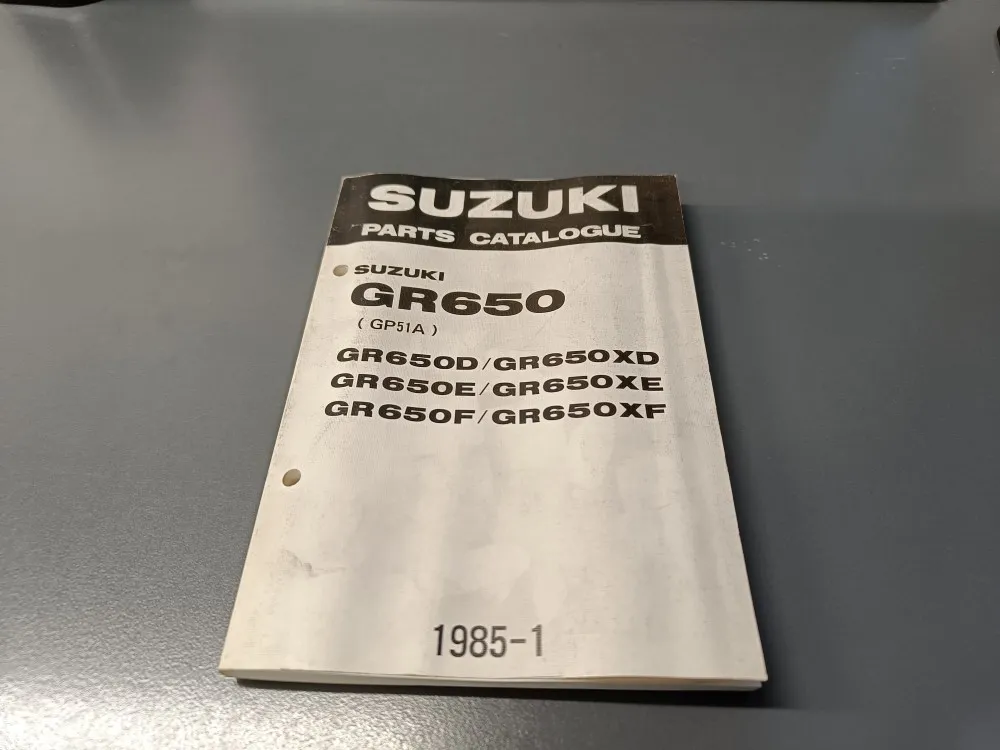 SUZUKI
PARTS CATALOGUE
SUZUKI
GR650
( GP51A )
GR650D/GR650XD
GR650E/GR650XE
GR650F/GR650XF
1985-1